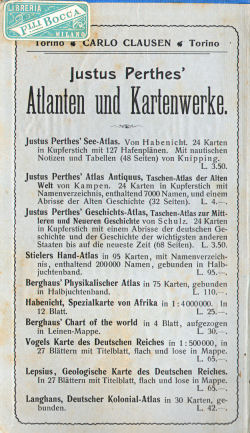 LIBRERIA
F.LLI BOCCA
MILANO
Torino CARLO CLAUSEN Torino
Justus Perthes'
Atlanten und Kartenwerke.
Justus Perthes' See-Atlas. Von Habenicht. 24 Karten
in Kupferstich mit 127 Hafenplänen. Mit nautischen
Notizen und Tabellen (48 Seiten) von Knipping.
L. 3.50.
Justus Perthes' Atlas Antiquus, Taschen-Atlas der Alten
Welt von Kampen. 24 Karten in Kupferstich mit
Namenverzeichnis, enthaltend 7000 Namen, und einem
Abriss der Alten Geschichte (32 Seiten). L. 4.—.
Justus Perthes' Geschichts-Atlas, Taschen-Atlas zur Mitt-
leren und Neueren Geschichte von Schulz. 24 Karten
in Kupferstich mit einem Abriss der deutschen Ge-
schichte und der Geschichte der wichtigsten anderen
Staaten bis auf die neueste Zeit (68 Seiten). L. 3.50.
Stielers Hand-Atlas in 95 Karten, mit Namenverzeich-
nis, enthaltend 200000 Namen, gebunden in Halb-
juchtenband. L. 95.—.
Berghaus' Physikalischer Atlas in 75 Karten, gebunden
in Halbjuchtenband. L. 110.—.
Habenicht, Spezialkarte von Afrika in 1:4000000. In
12 Blatt. L. 25.—.
Berghaus' Chart of the world in 4 Blatt, aufgezogen
in Leinen-Mappe. L. 30.—.
Vogels Karte des Deutschen Reiches in 1:500000, in
27 Blättern mit Titelblatt, flach und lose in Mappe.
L. 65.—.
Lepsius, Geologische Karte des Deutschen Reiches.
In 27 Blättern mit Titelblatt, flach und lose in Mappe.
L. 65.—.
Langhans, Deutscher Kolonial-Atlas in 30 Karten, ge-
bunden. L. 42.—.